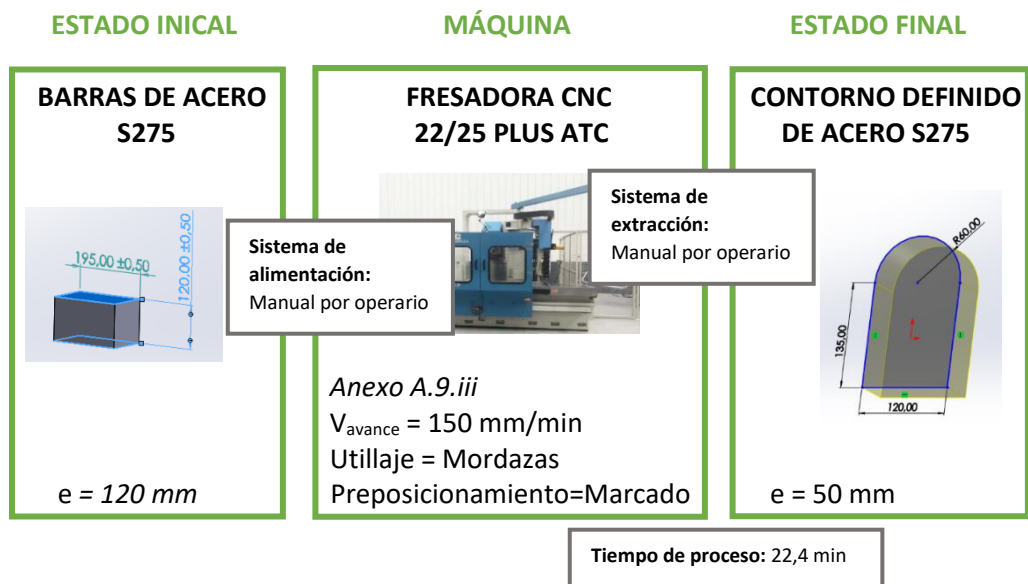 ESTADO INICAL
MÁQUINA
ESTADO FINAL
BARRAS DE ACERO
S275
195,00 ±0,50
120,00 ±0,50
e = 120 mm
Sistema de
alimentación:
Manual por operario
FRESADORA CNC
22/25 PLUS ATC
Sistema de
extracción:
Manual por operario
Anexo A.9.iii
Vavance = 150 mm/min
Utillaje = Mordazas
Preposicionamiento=Marcado
CONTORNO DEFINIDO
DE ACERO S275
R60,00
135,00
120,00
e = 50 mm
Tiempo de proceso: 22,4 min